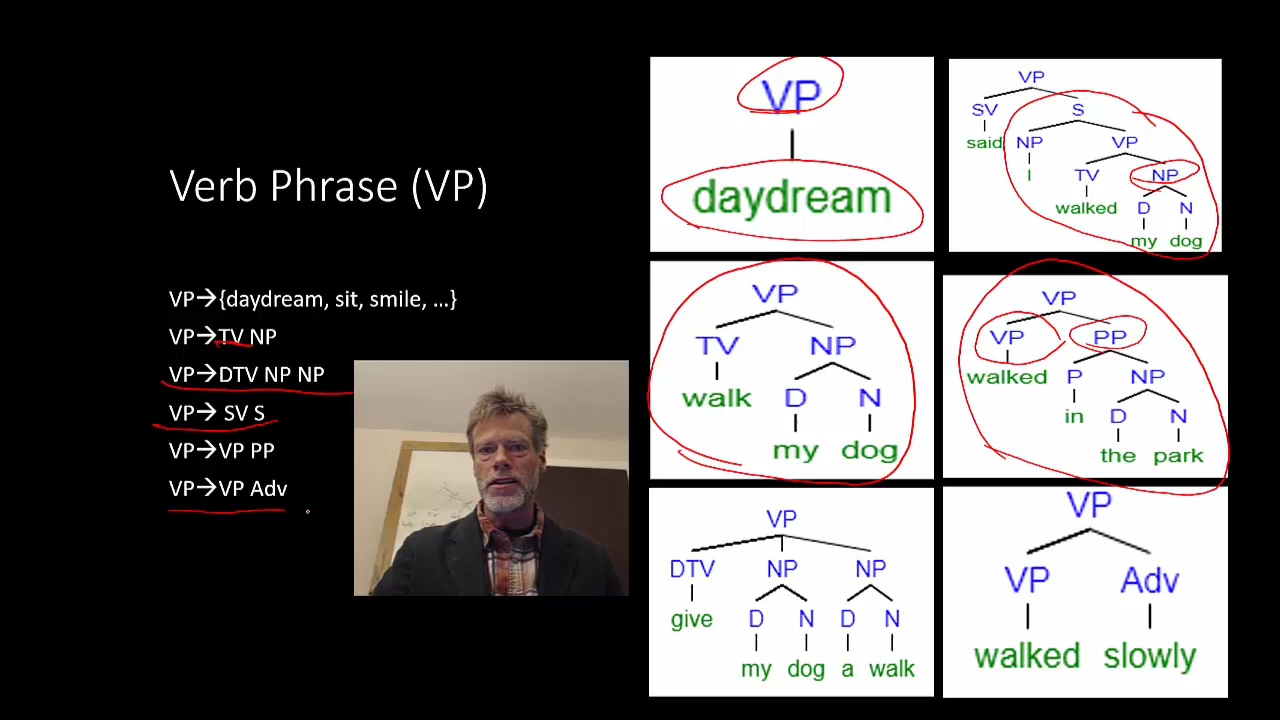 Verb Phrase (VP)
VP→{daydream, sit, smile, ...}
VP→TV NP
VP→DTV NP NP
VP→ SV S
VP→VP PP
VP→VP Adv
VP
daydream
VP
SV S
said NP VP
I TV NP
walked D N
my dog
VP
TV NP
walk D N
my dog
VP
VP PP
walked P NP
in D N
the park
VP
DTV NP NP
give D N D N
my dog a walk
VP
VP Adv
walked slowly